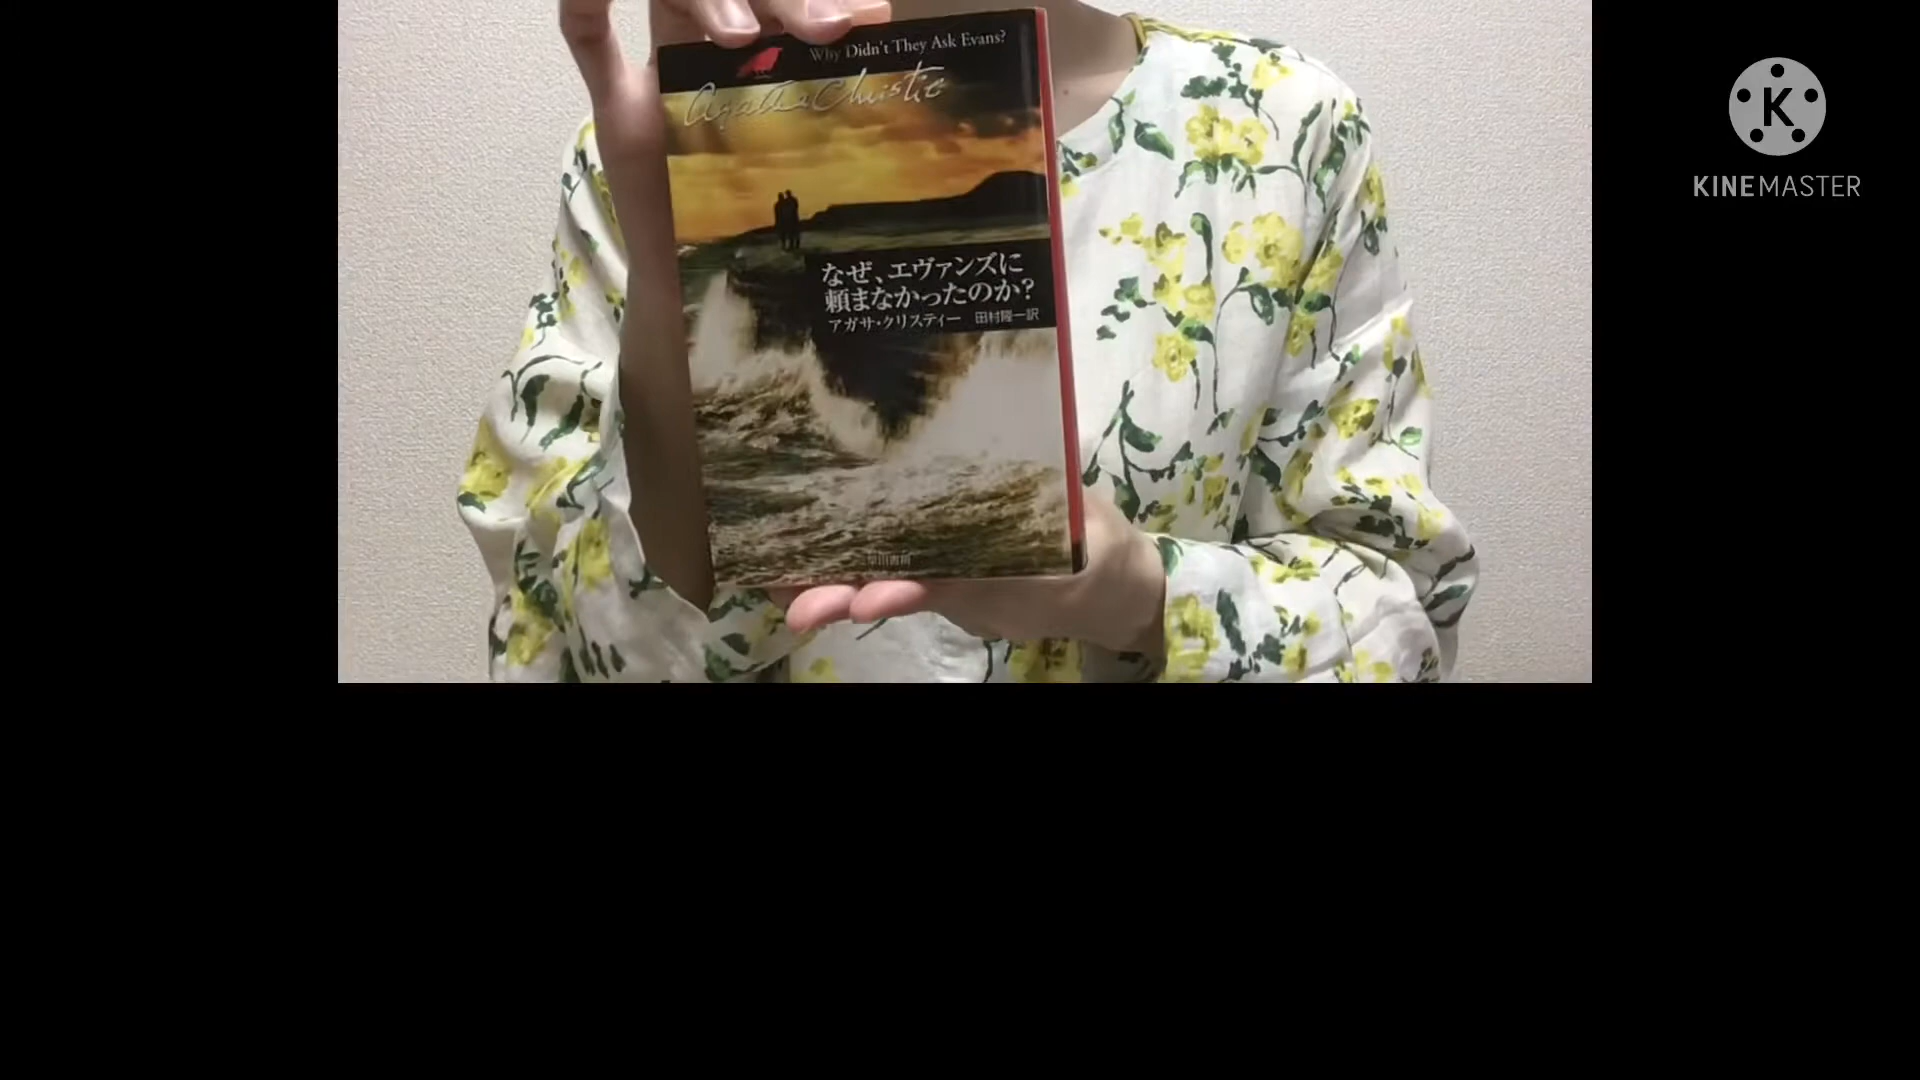 Why Didn't They Ask Evans?
Agatha Christie
なぜ、エヴァンズに
頼まなかったのか?
アガサ・クリスティー 田村隆一訳
早川書房
K
KINEMASTER